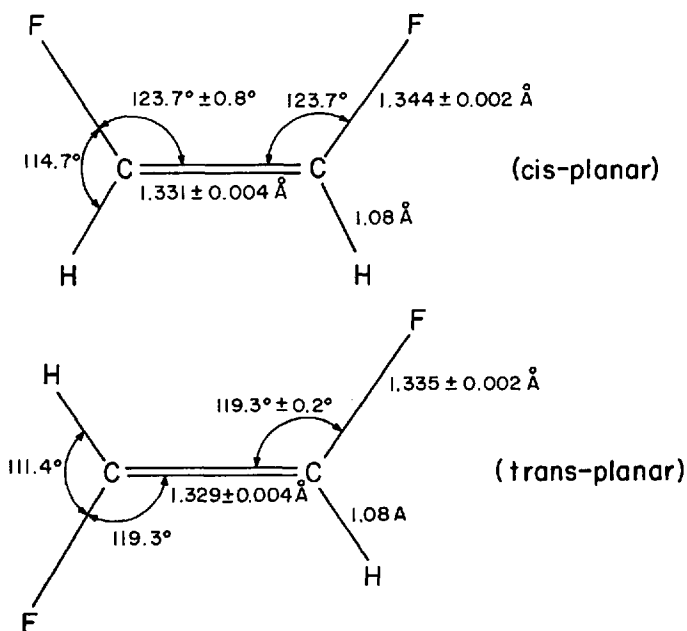 F F
123.7° ±0.8° 123.7° 1.344 ± 0.002 Å
114.7°
C C (cis-planar)
1.331 ± 0.004 Å
1.08 Å
H H
F
H
1.335 ± 0.002 Å
119.3° ± 0.2°
111.4° C C (trans-planar)
1.329±0.004 Å
1.08 A
119.3°
H
F